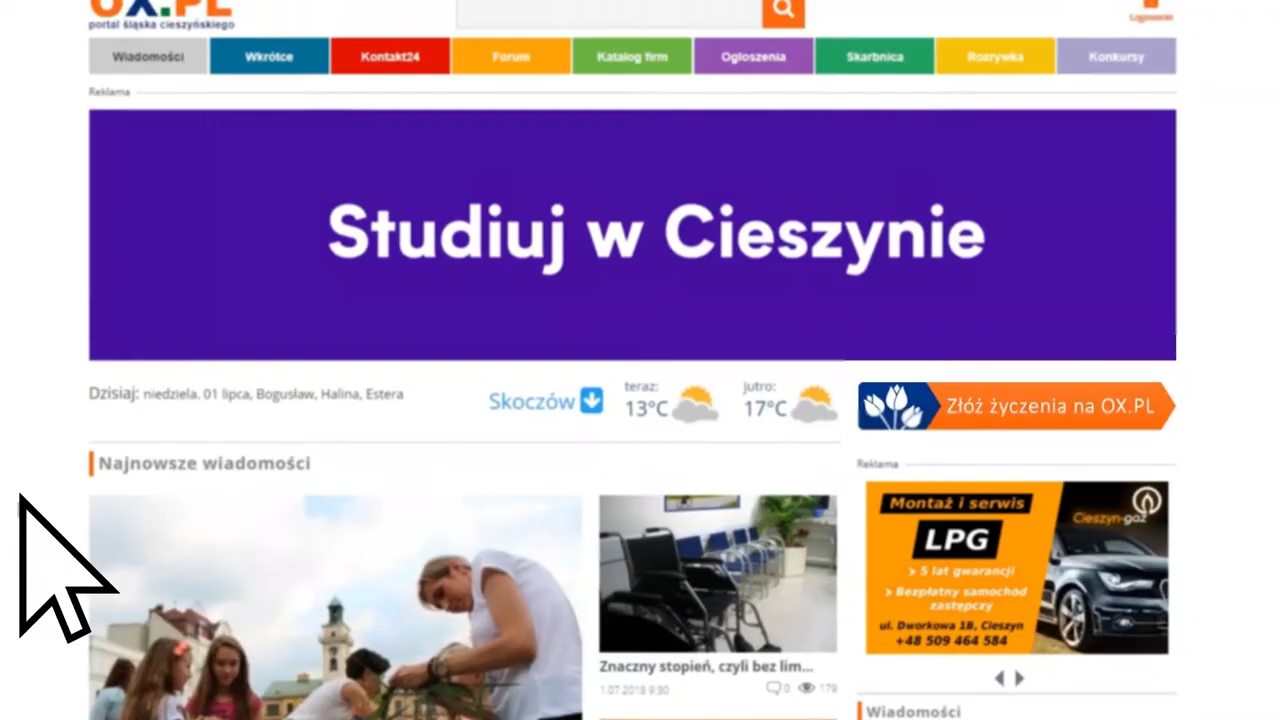 OX.PL
portal śląska cieszyńskiego
Wiadomości
Wkrótce
Kontakt24
Forum
Katalog firm
Ogłoszenia
Skarbnica
Rozrywka
Konkursy
Reklama
Studiuj w Cieszynie
Dzisiaj: niedziela. 01 lipca, Bogusław, Halina, Estera
Skoczów
teraz:
13°C
jutro:
17°C
Złóż życzenia na OX.PL
Najnowsze wiadomości
Reklama
Montaż i serwis
LPG
Cieszyn-gaz
> 5 lat gwarancji
> Bezpłatny samochód
zastępczy
ul. Dworkowa 1B, Cieszyn
+48 509 464 584
Znaczny stopień, czyli bez lim...
1.07.2018 9:30
0
179
Wiadomości